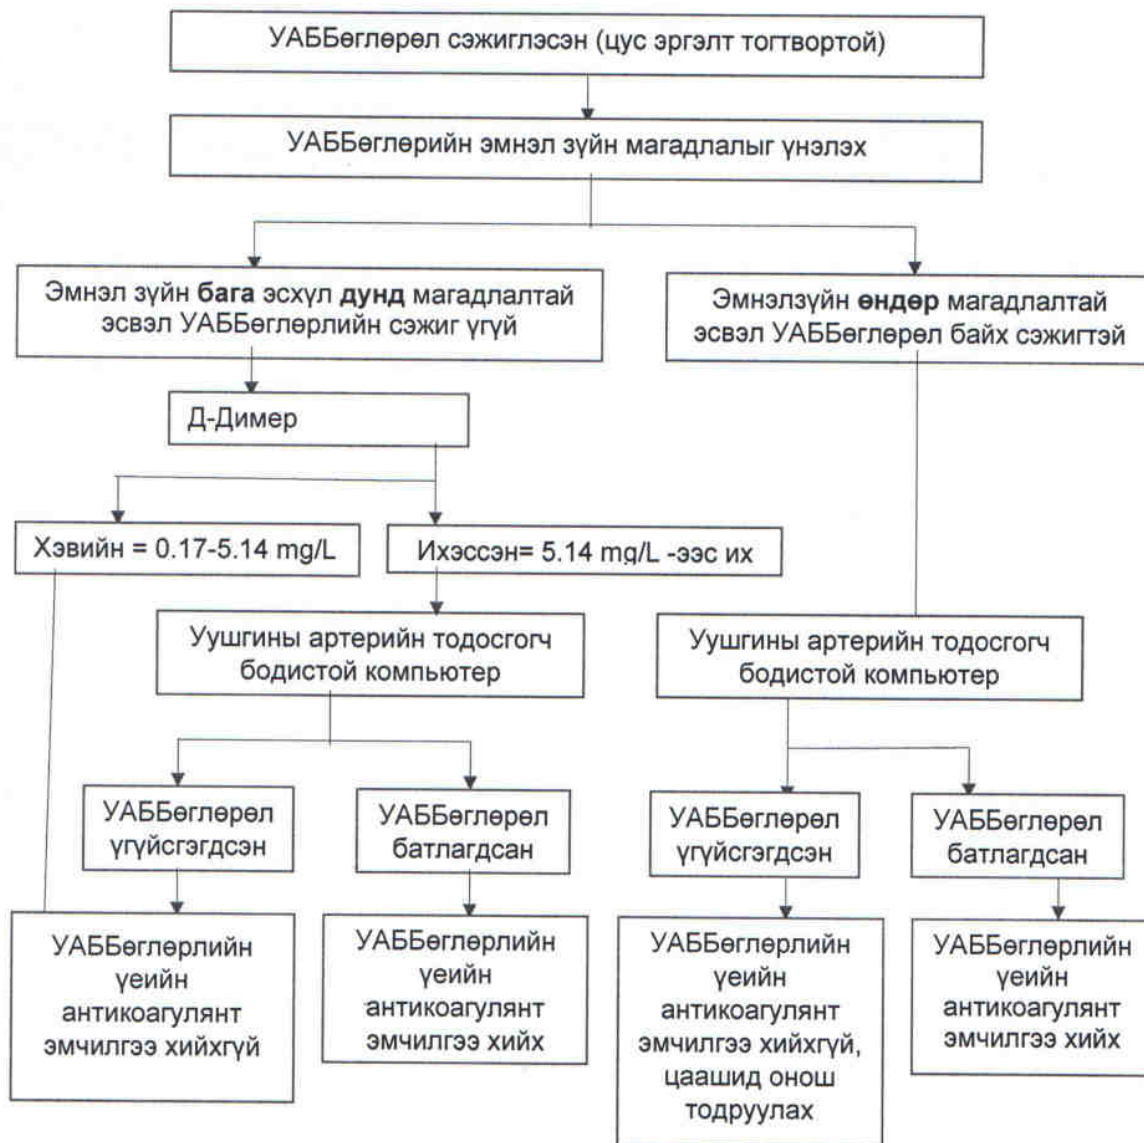 УАББөглөрөл сэжиглэсэн (цус эргэлт тогтвортой)
УАББөглөрийн эмнэл зүйн магадлалыг үнэлэх
Эмнэл зүйн бага эсхүл дунд магадлалтай
эсвэл УАББөглөрлийн сэжиг үгүй
Эмнэлзүйн өндөр магадлалтай
эсвэл УАББөглөрөл байх сэжигтэй
Д-Димер
Хэвийн = 0.17-5.14 mg/L
Ихэссэн= 5.14 mg/L -ээс их
Уушгины артерийн тодосгогч
бодистой компьютер
Уушгины артерийн тодосгогч
бодистой компьютер
УАББөглөрөл
үгүйсгэгдсэн
УАББөглөрөл
батлагдсан
УАББөглөрөл
үгүйсгэгдсэн
УАББөглөрөл
батлагдсан
УАББөглөрлийн
үеийн
антикоагулянт
эмчилгээ хийхгүй
УАББөглөрлийн
үеийн
антикоагулянт
эмчилгээ хийх
УАББөглөрлийн
үеийн
антикоагулянт
эмчилгээ хийхгүй,
цаашид онош
тодруулах
УАББөглөрлийн
үеийн
антикоагулянт
эмчилгээ хийх